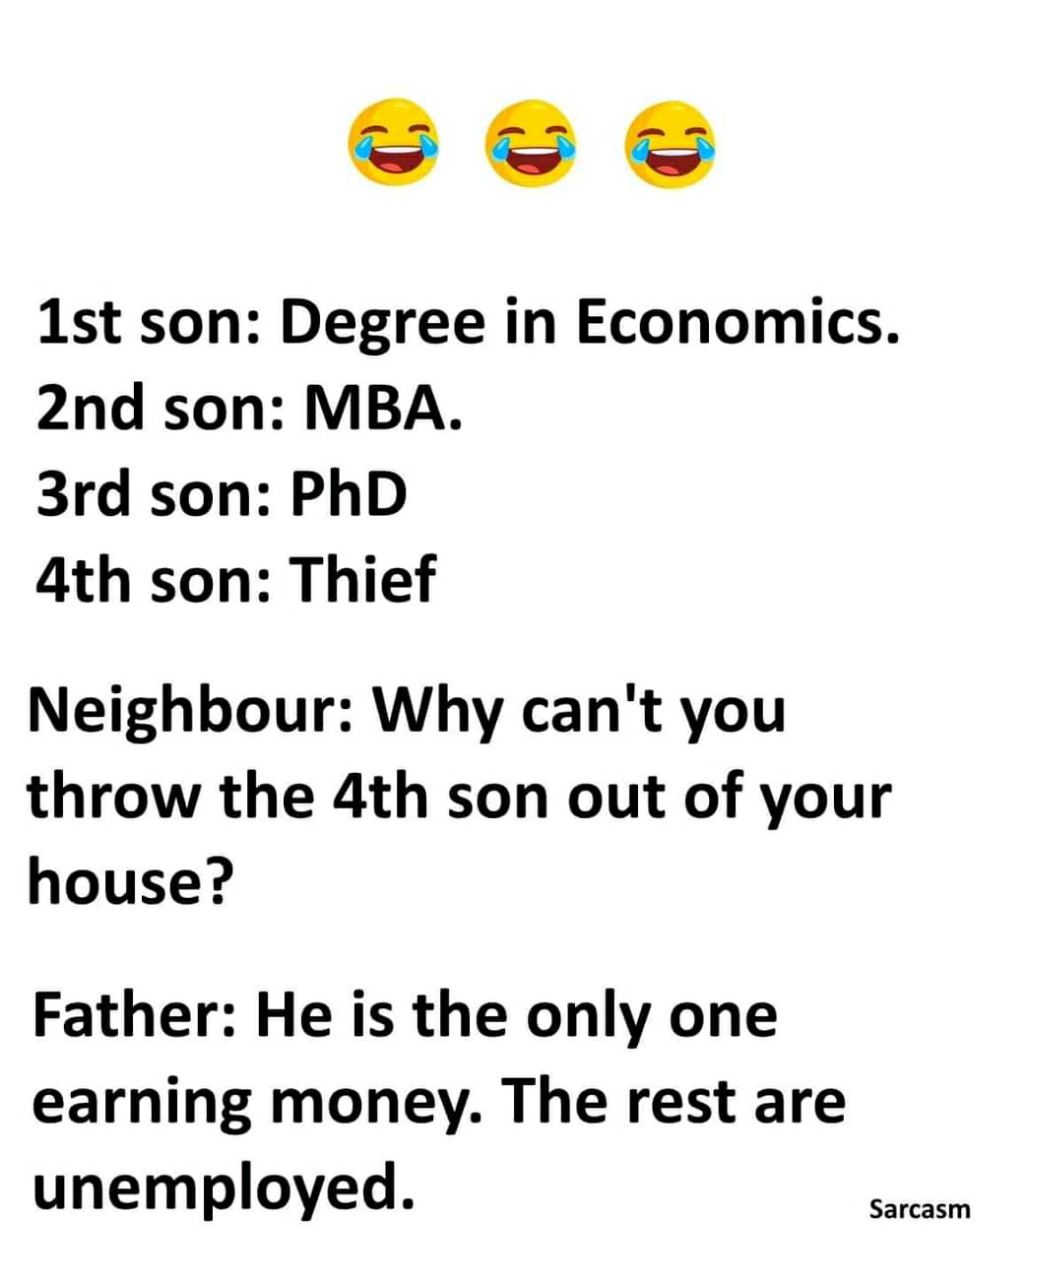 1st son: Degree in Economics.
2nd son: MBA.
3rd son: PhD
4th son: Thief
Neighbour: Why can't you
throw the 4th son out of your
house?
Father: He is the only one
earning money. The rest are
unemployed.
Sarcasm